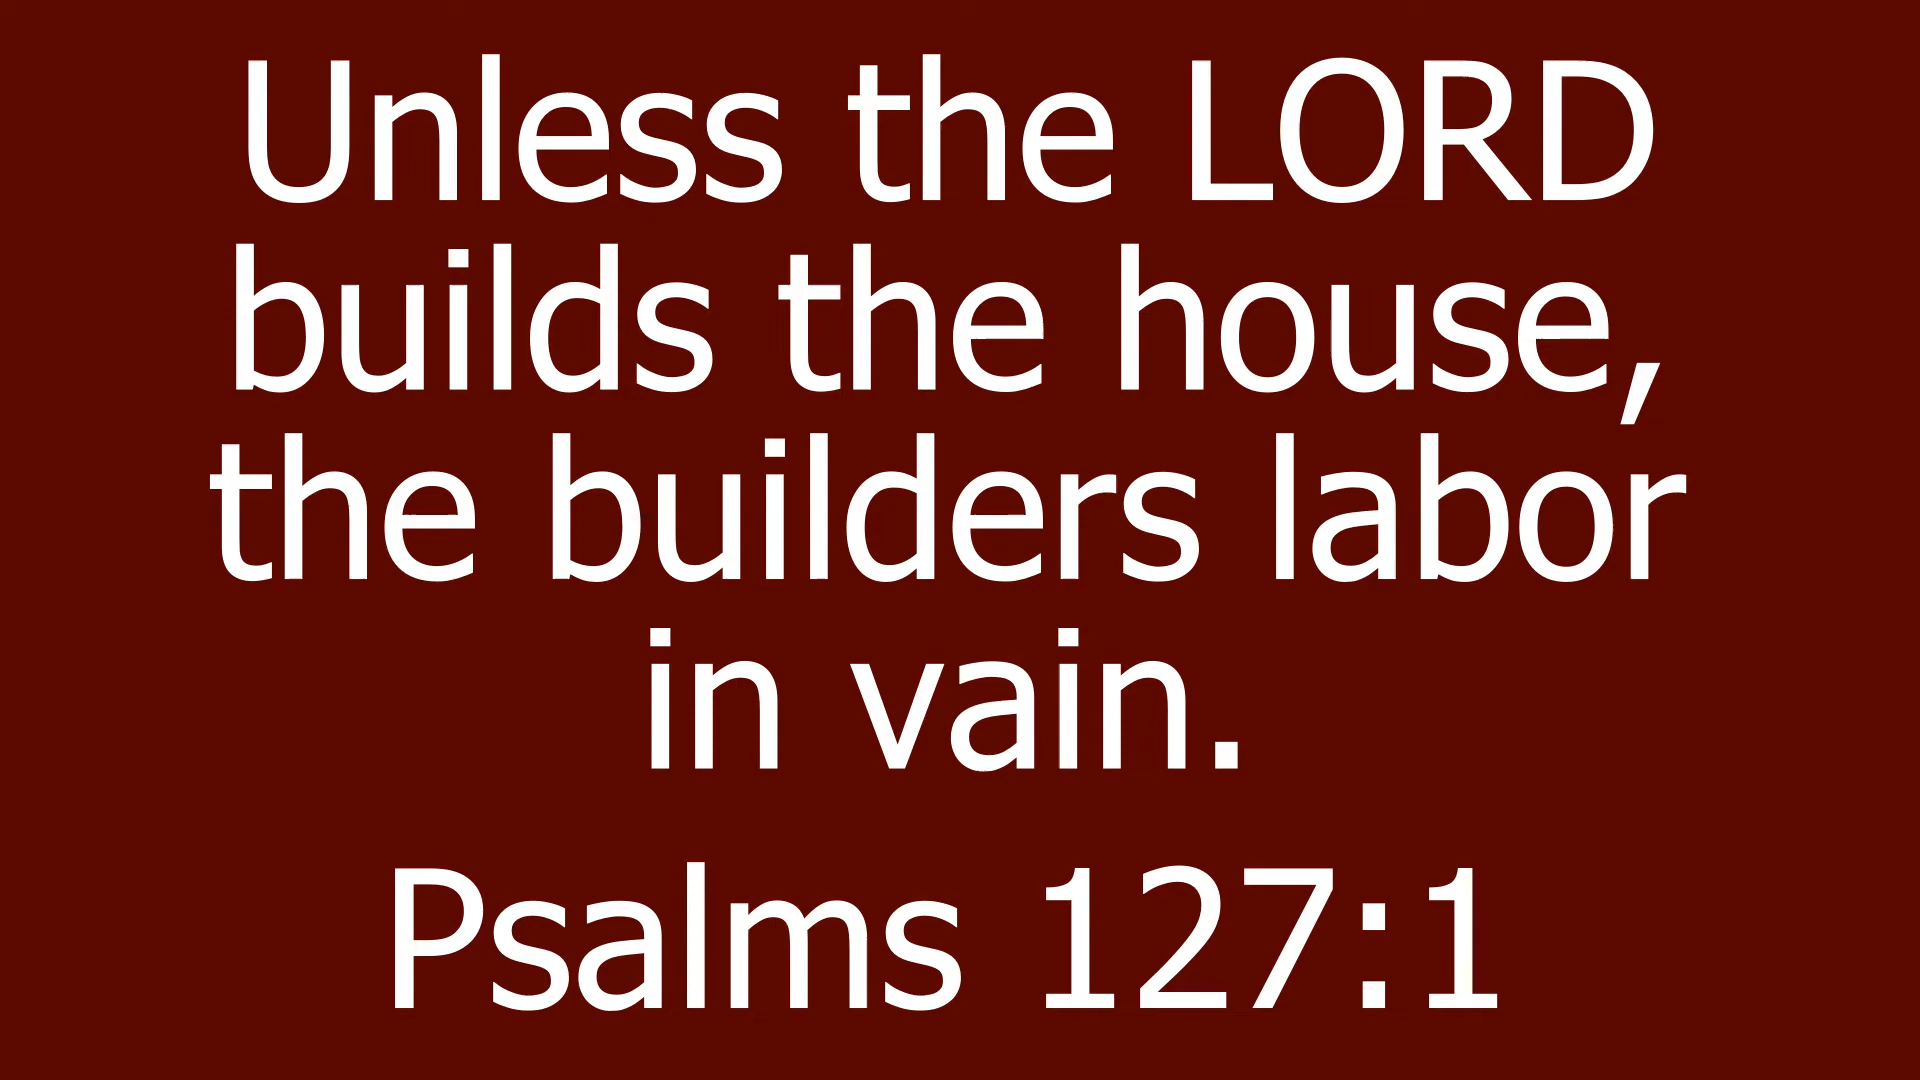 Unless the LORD
builds the house,
the builders labor
in vain.
Psalms 127:1